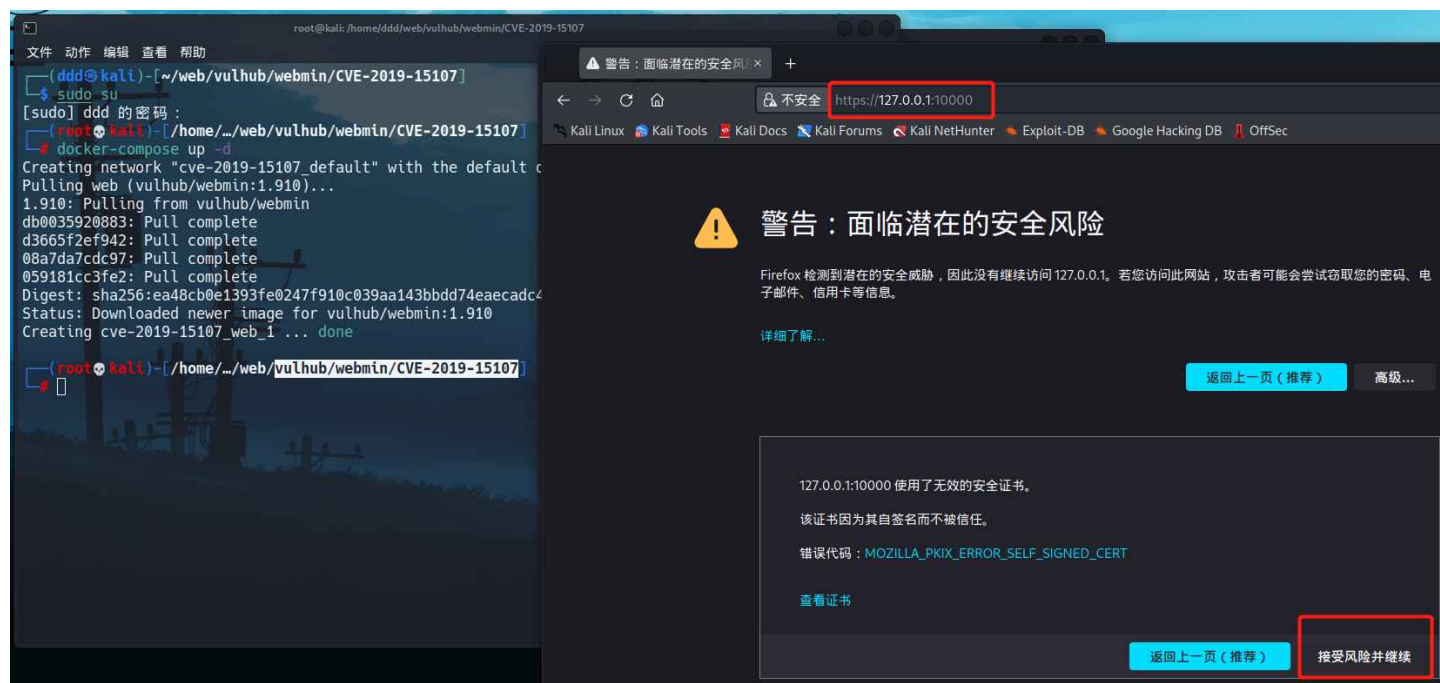 root@kali: /home/ddd/web/vulhub/webmin/CVE-2019-15107
文件 动作 编辑 查看 帮助
(ddd㉿kali)-[~/web/vulhub/webmin/CVE-2019-15107]
$ sudo su
[sudo] ddd 的密码：
(root💀kali)-[/home/…/web/vulhub/webmin/CVE-2019-15107]
# docker-compose up -d
Creating network "cve-2019-15107_default" with the default d
Pulling web (vulhub/webmin:1.910)...
1.910: Pulling from vulhub/webmin
db0035920883: Pull complete
d3665f2ef942: Pull complete
08a7da7cdc97: Pull complete
059181cc3fe2: Pull complete
Digest: sha256:ea48cb0e1393fe0247f910c039aa143bbdd74eaecadc4
Status: Downloaded newer image for vulhub/webmin:1.910
Creating cve-2019-15107_web_1 ... done
(root💀kali)-[/home/…/web/vulhub/webmin/CVE-2019-15107]
#
警告：面临潜在的安全风
不安全 https://127.0.0.1:10000
Kali Linux Kali Tools Kali Docs Kali Forums Kali NetHunter Exploit-DB Google Hacking DB OffSec
警告：面临潜在的安全风险
Firefox 检测到潜在的安全威胁，因此没有继续访问 127.0.0.1。若您访问此网站，攻击者可能会尝试窃取您的密码、电
子邮件、信用卡等信息。
详细了解…
返回上一页（推荐） 高级…
127.0.0.1:10000 使用了无效的安全证书。
该证书因为其自签名而不被信任。
错误代码：MOZILLA_PKIX_ERROR_SELF_SIGNED_CERT
查看证书
返回上一页（推荐） 接受风险并继续